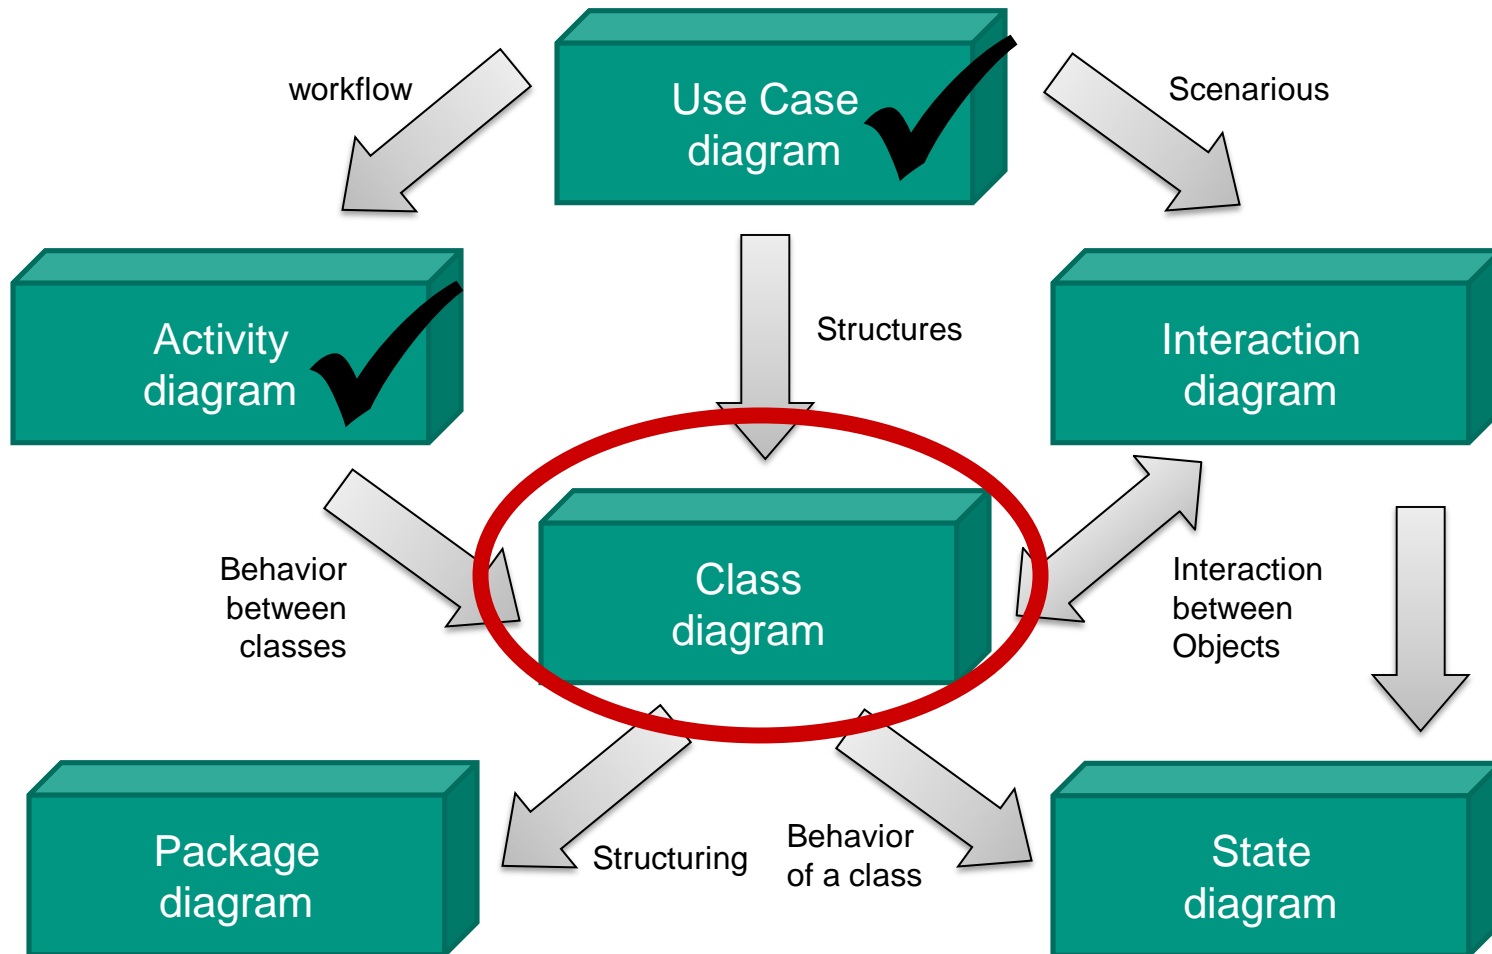 workflow
Use Case
diagram
Scenarious
Activity
diagram
Structures
Interaction
diagram
Behavior
between
classes
Class
diagram
Interaction
between
Objects
Package
diagram
Structuring
Behavior
of a class
State
diagram